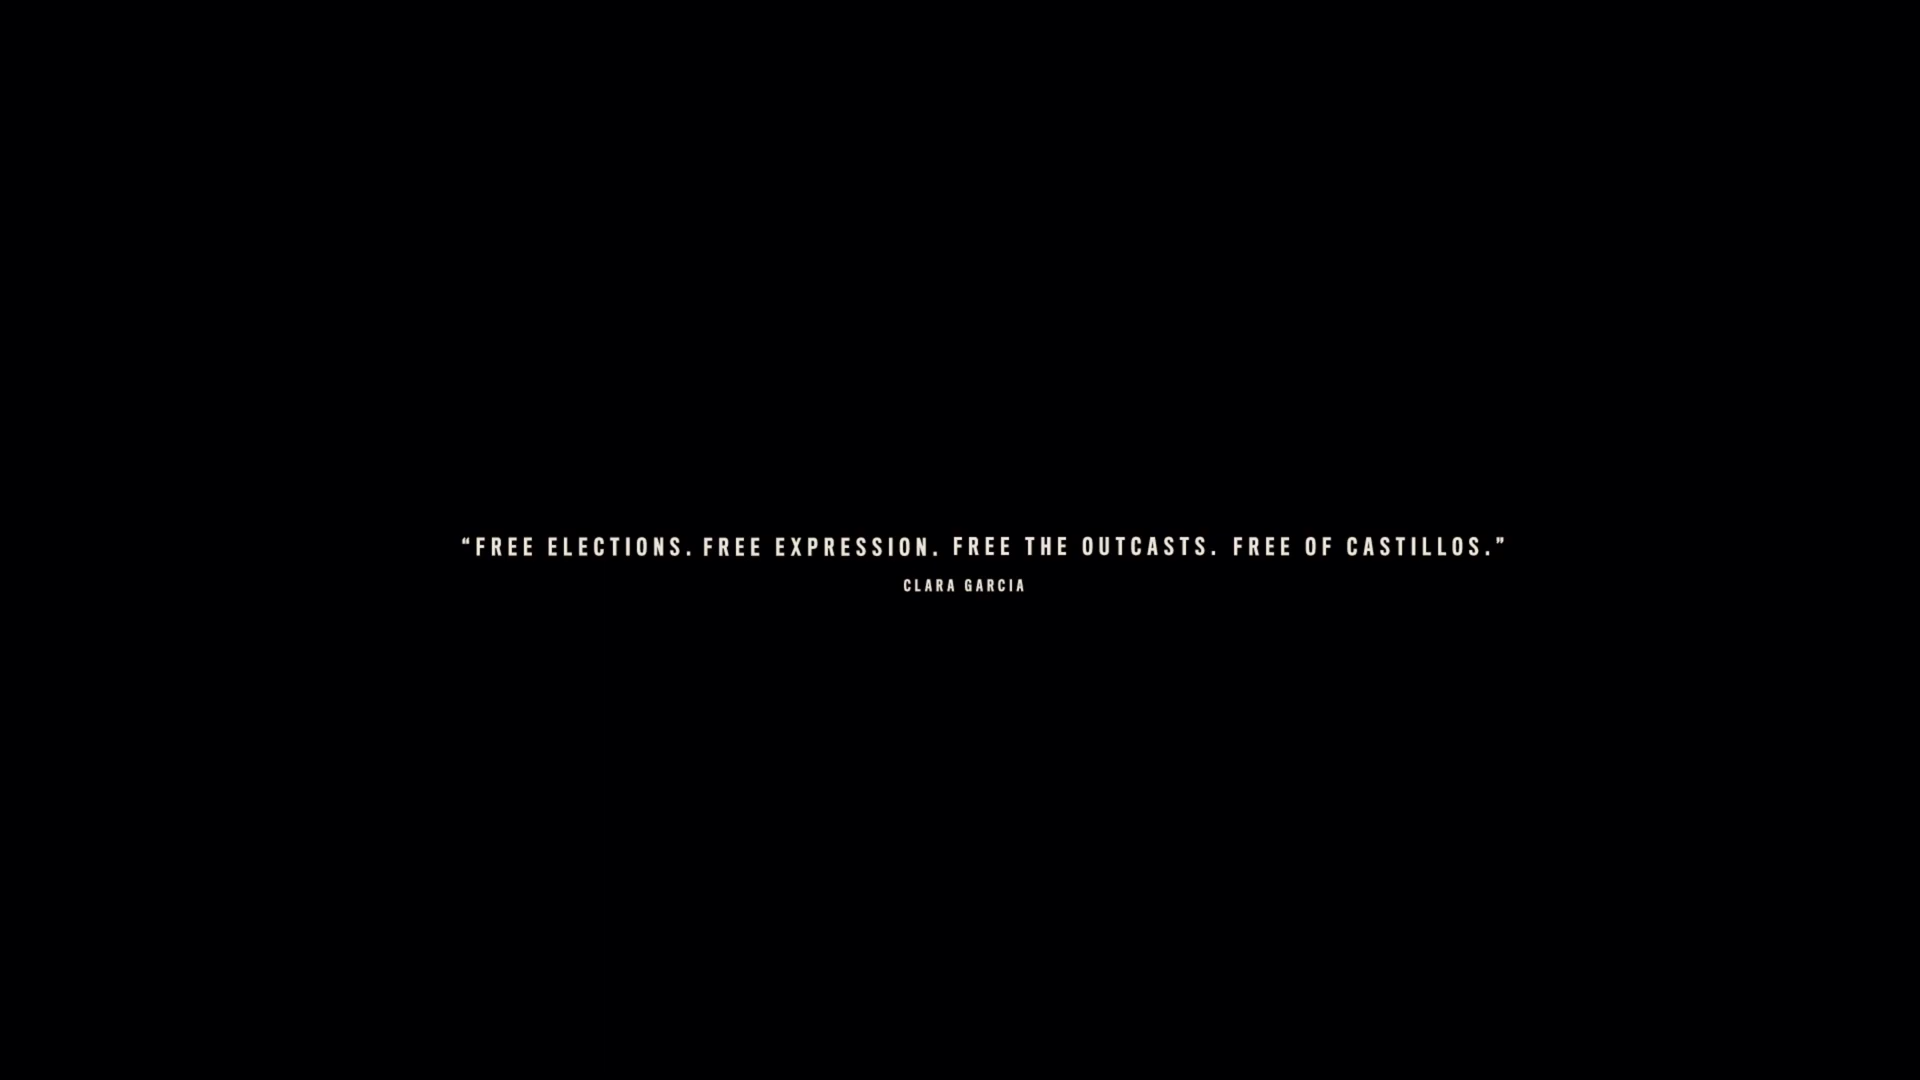 “FREE ELECTIONS. FREE EXPRESSION. FREE THE OUTCASTS. FREE OF CASTILLOS.”
CLARA GARCIA